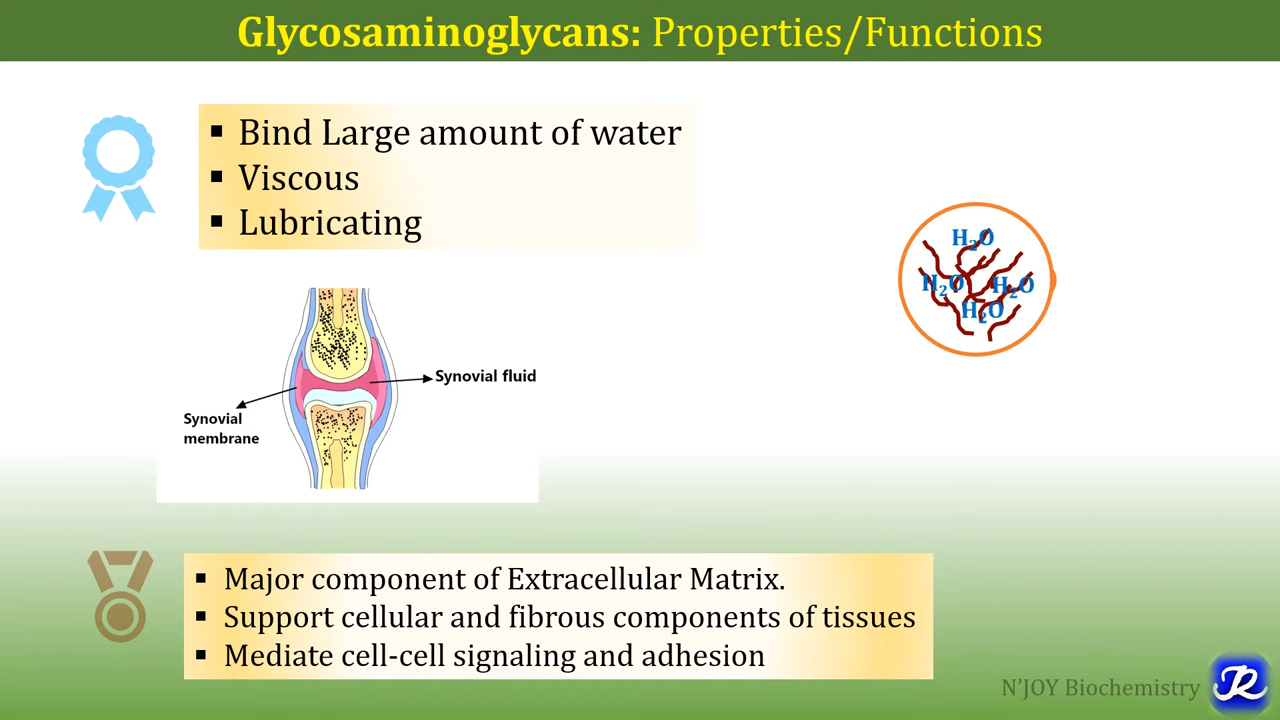 Glycosaminoglycans: Properties/Functions
▪ Bind Large amount of water
▪ Viscous
▪ Lubricating
H₂O
H₂O
H₂O
H₂O
Synovial fluid
Synovial
membrane
▪ Major component of Extracellular Matrix.
▪ Support cellular and fibrous components of tissues
▪ Mediate cell-cell signaling and adhesion
N'JOY Biochemistry